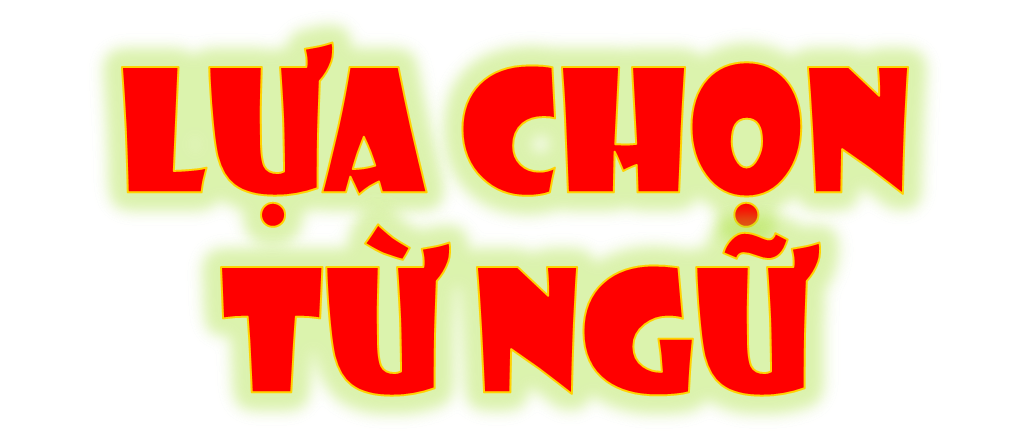 LỰA CHỌN
TỪ NGỮ